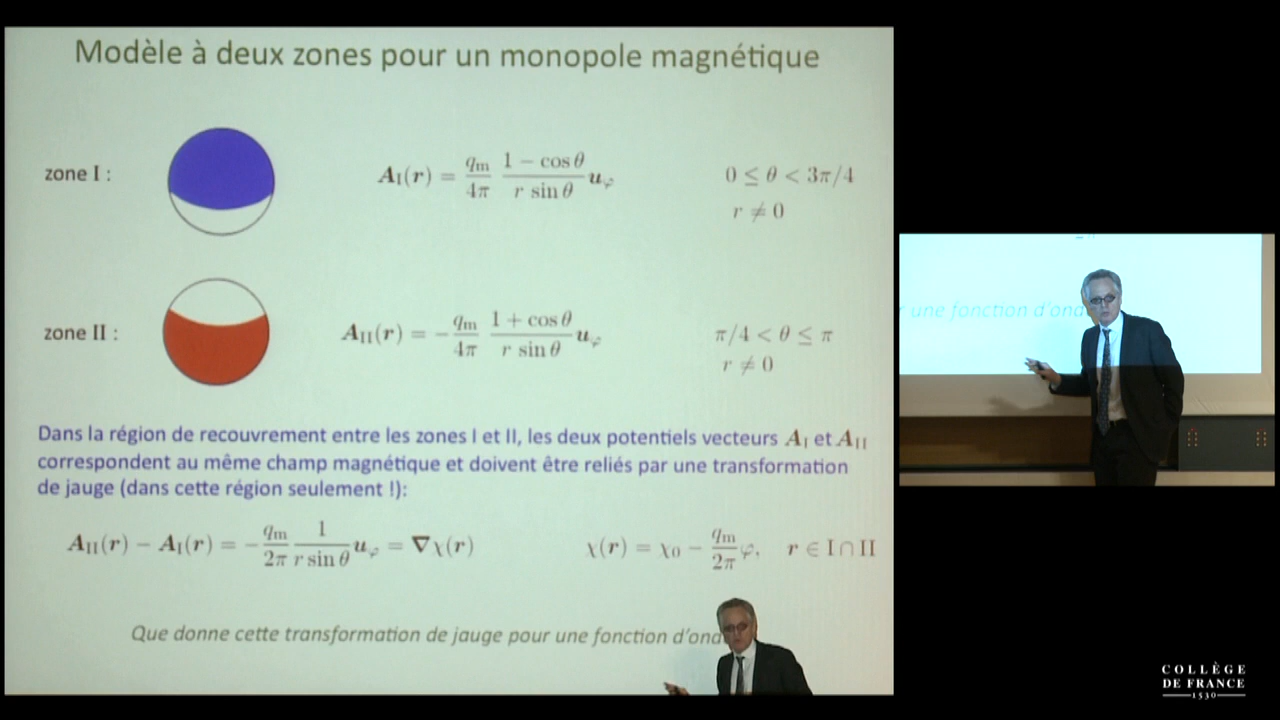 Modèle à deux zones pour un monopole magnétique
zone I : A_I(r) = q_m/4π (1 − cos θ)/(r sin θ) u_φ 0 ≤ θ < 3π/4
r ≠ 0
zone II : A_II(r) = − q_m/4π (1 + cos θ)/(r sin θ) u_φ π/4 < θ ≤ π
r ≠ 0
Dans la région de recouvrement entre les zones I et II, les deux potentiels vecteurs A_I et A_II
correspondent au même champ magnétique et doivent être reliés par une transformation
de jauge (dans cette région seulement !):
A_II(r) − A_I(r) = − q_m/2π 1/(r sin θ) u_φ = ∇χ(r) χ(r) = χ_0 − q_m/2π φ, r ∈ I ∩ II
Que donne cette transformation de jauge pour une fonction d'ond
une fonction d'ond
COLLÈGE
DE FRANCE
1530